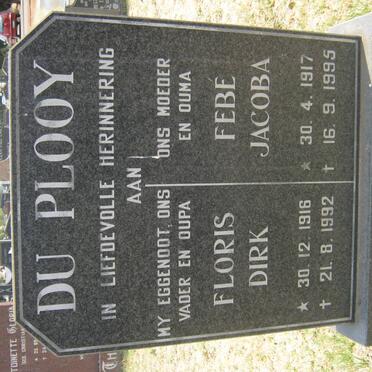 DU PLOOY
IN LIEFDEVOLLE HERINNERING
AAN
MY EGGENOOT, ONS
VADER EN OUPA
FLORIS
DIRK
★ 30. 12. 1916
† 21. 8. 1992
ONS MOEDER
EN OUMA
FEBÉ
JACOBA
★ 30. 4. 1917
† 16. 9. 1995